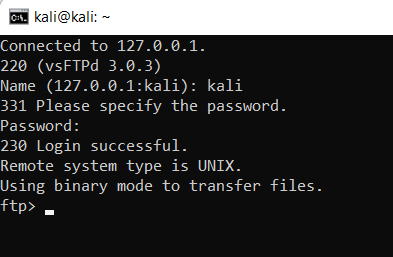 kali@kali: ~
Connected to 127.0.0.1.
220 (vsFTPd 3.0.3)
Name (127.0.0.1:kali): kali
331 Please specify the password.
Password:
230 Login successful.
Remote system type is UNIX.
Using binary mode to transfer files.
ftp>